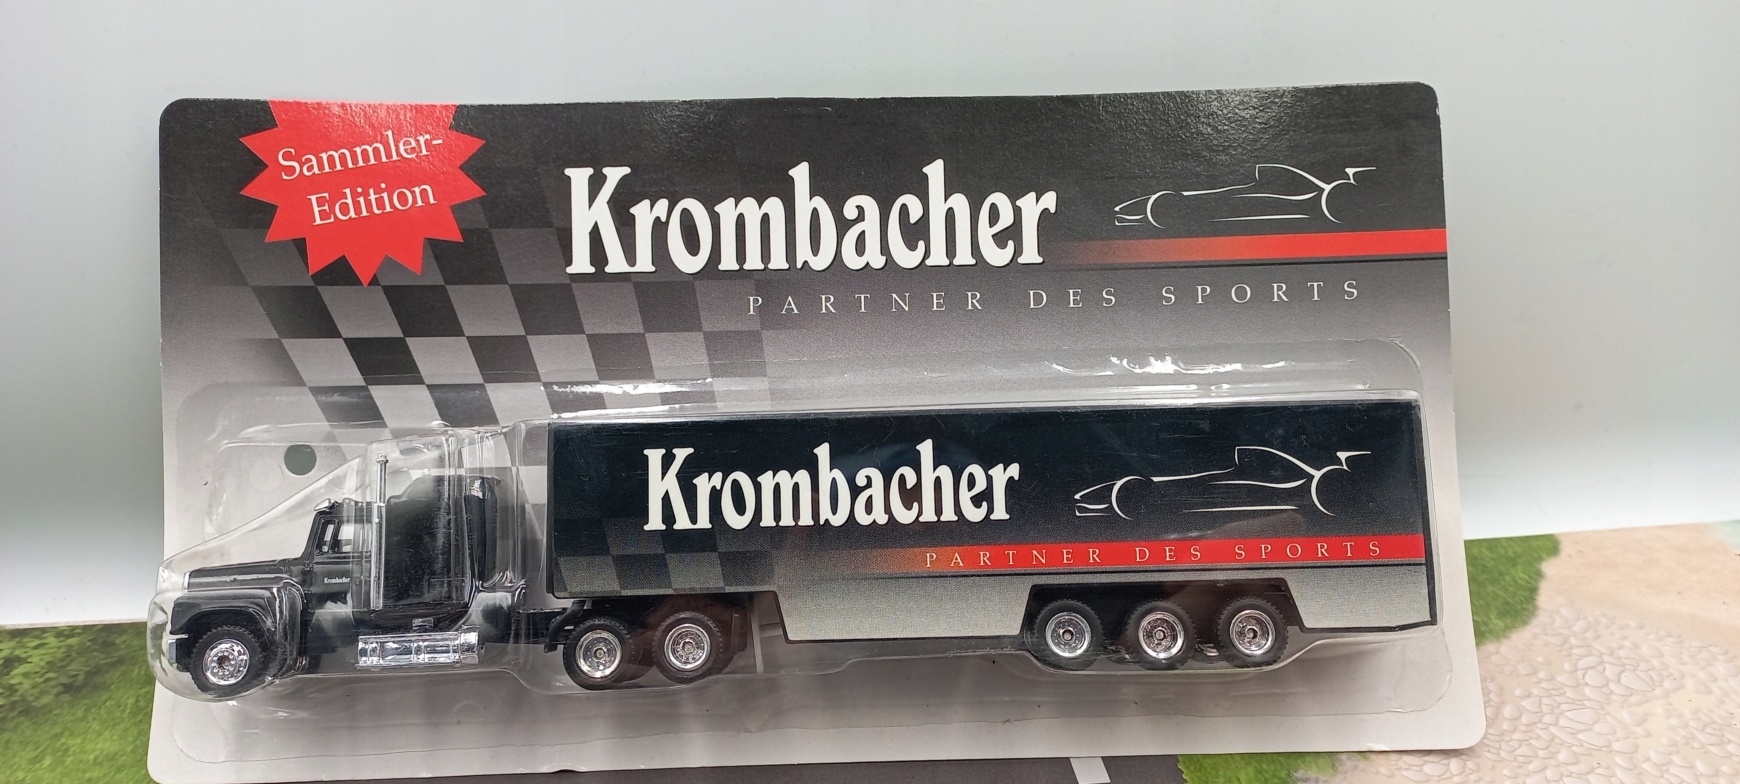 Sammler-
Edition
Krombacher
PARTNER DES SPORTS
Krombacher
PARTNER DES SPORTS
Krombacher